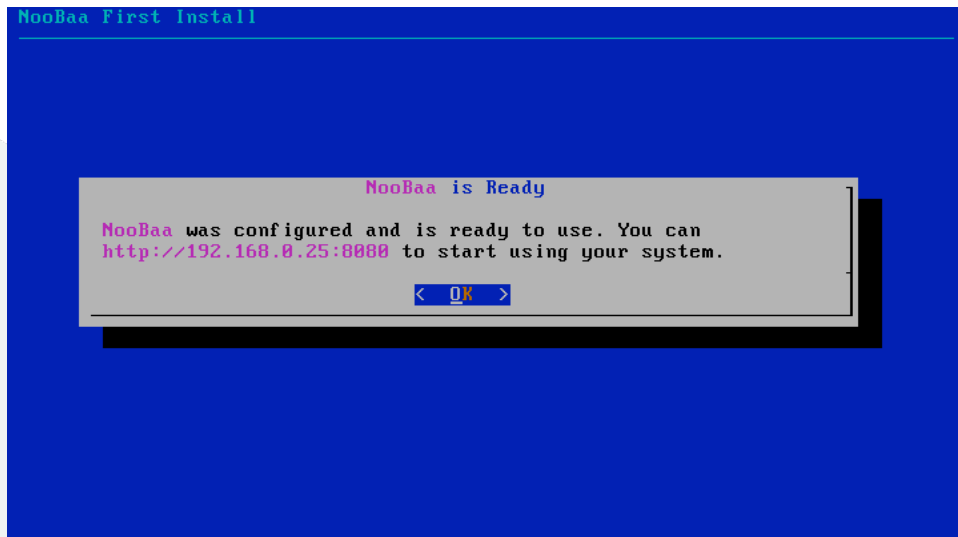 NooBaa First Install
NooBaa is Ready
NooBaa was configured and is ready to use. You can
http://192.168.0.25:8080 to start using your system.
< OK >